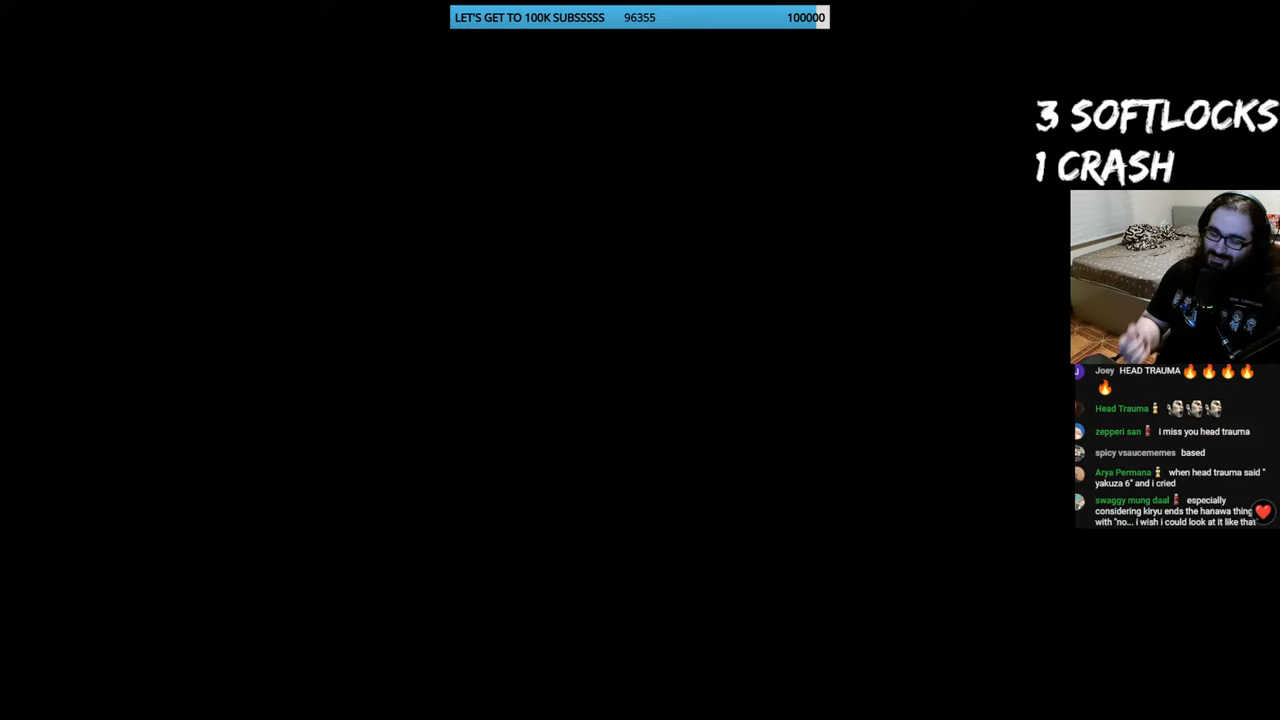 LET'S GET TO 100K SUBSSSSS 96355 100000
3 SOFTLOCKS
1 CRASH
Joey HEAD TRAUMA
Head Trauma
zepperi san i miss you head trauma
spicy vsaucememes based
Arya Permana when head trauma said "
yakuza 6" and i cried
swaggy mung daal especially
considering kiryu ends the hanawa thing
with "no... i wish i could look at it like that"